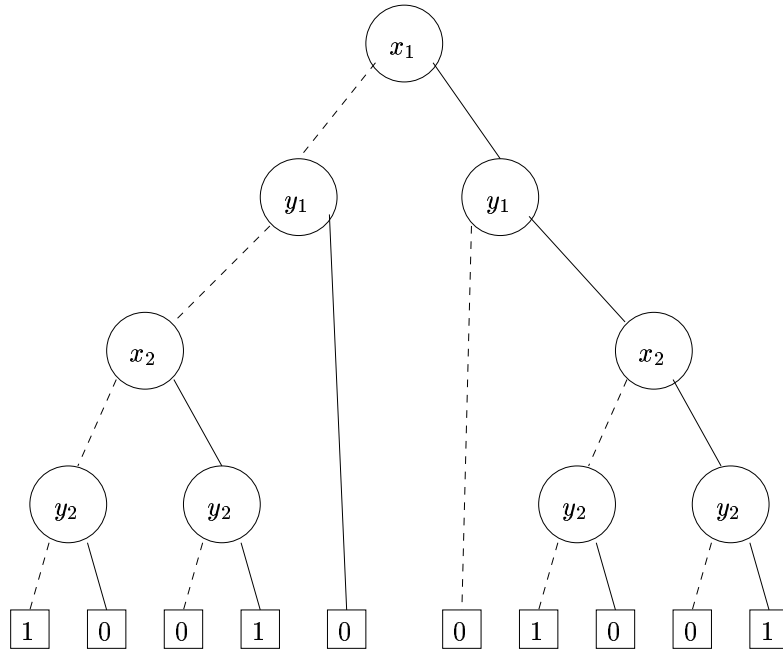 x₁
y₁ y₁
x₂ x₂
y₂ y₂ y₂ y₂
1 0 0 1 0 0 1 0 0 1